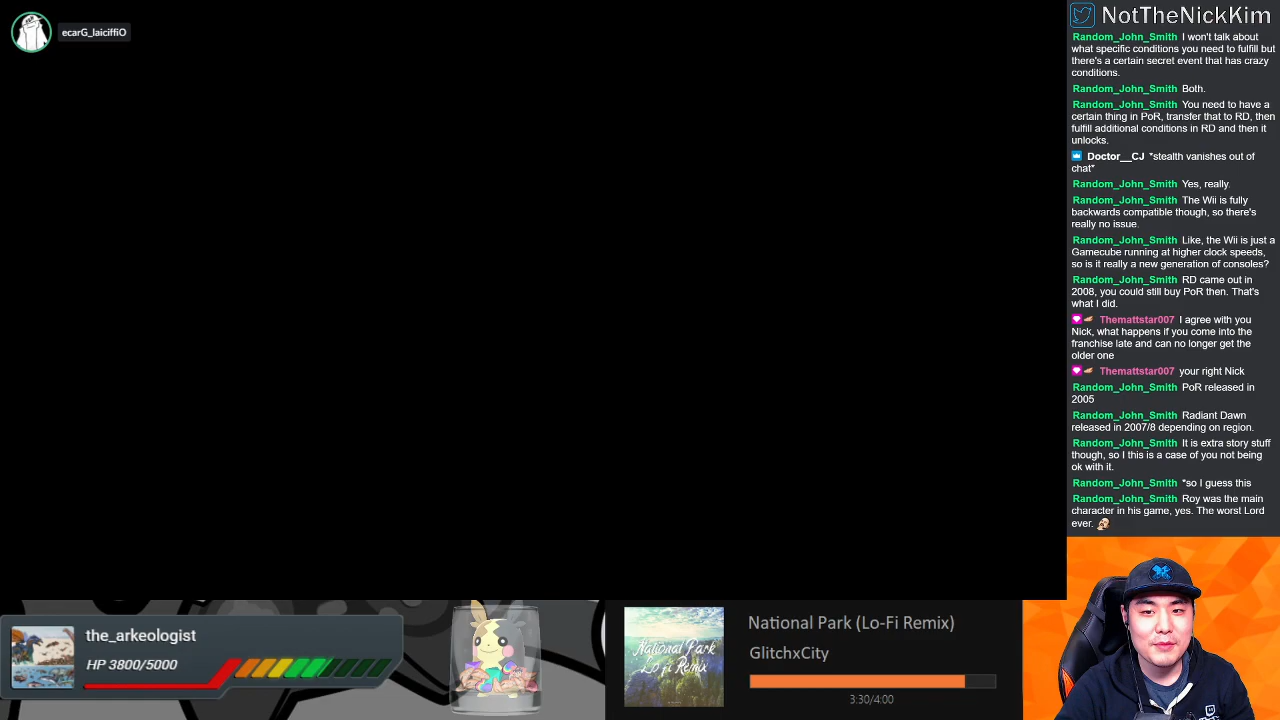 ecarG_laiciffiO
NotTheNickKim
Random_John_Smith I won't talk about
what specific conditions you need to fulfill but
there's a certain secret event that has crazy
conditions.
Random_John_Smith Both.
Random_John_Smith You need to have a
certain thing in PoR, transfer that to RD, then
fulfill additional conditions in RD and then it
unlocks.
Doctor__CJ *stealth vanishes out of
chat*
Random_John_Smith Yes, really.
Random_John_Smith The Wii is fully
backwards compatible though, so there's
really no issue.
Random_John_Smith Like, the Wii is just a
Gamecube running at higher clock speeds,
so is it really a new generation of consoles?
Random_John_Smith RD came out in
2008, you could still buy PoR then. That's
what I did.
Themattstar007 I agree with you
Nick, what happens if you come into the
franchise late and can no longer get the
older one
Themattstar007 your right Nick
Random_John_Smith PoR released in
2005
Random_John_Smith Radiant Dawn
released in 2007/8 depending on region.
Random_John_Smith It is extra story stuff
though, so I this is a case of you not being
ok with it.
Random_John_Smith *so I guess this
Random_John_Smith Roy was the main
character in his game, yes. The worst Lord
ever.
the_arkeologist
HP 3800/5000
National Park
Lo-Fi Remix
National Park (Lo-Fi Remix)
GlitchxCity
3:30/4:00